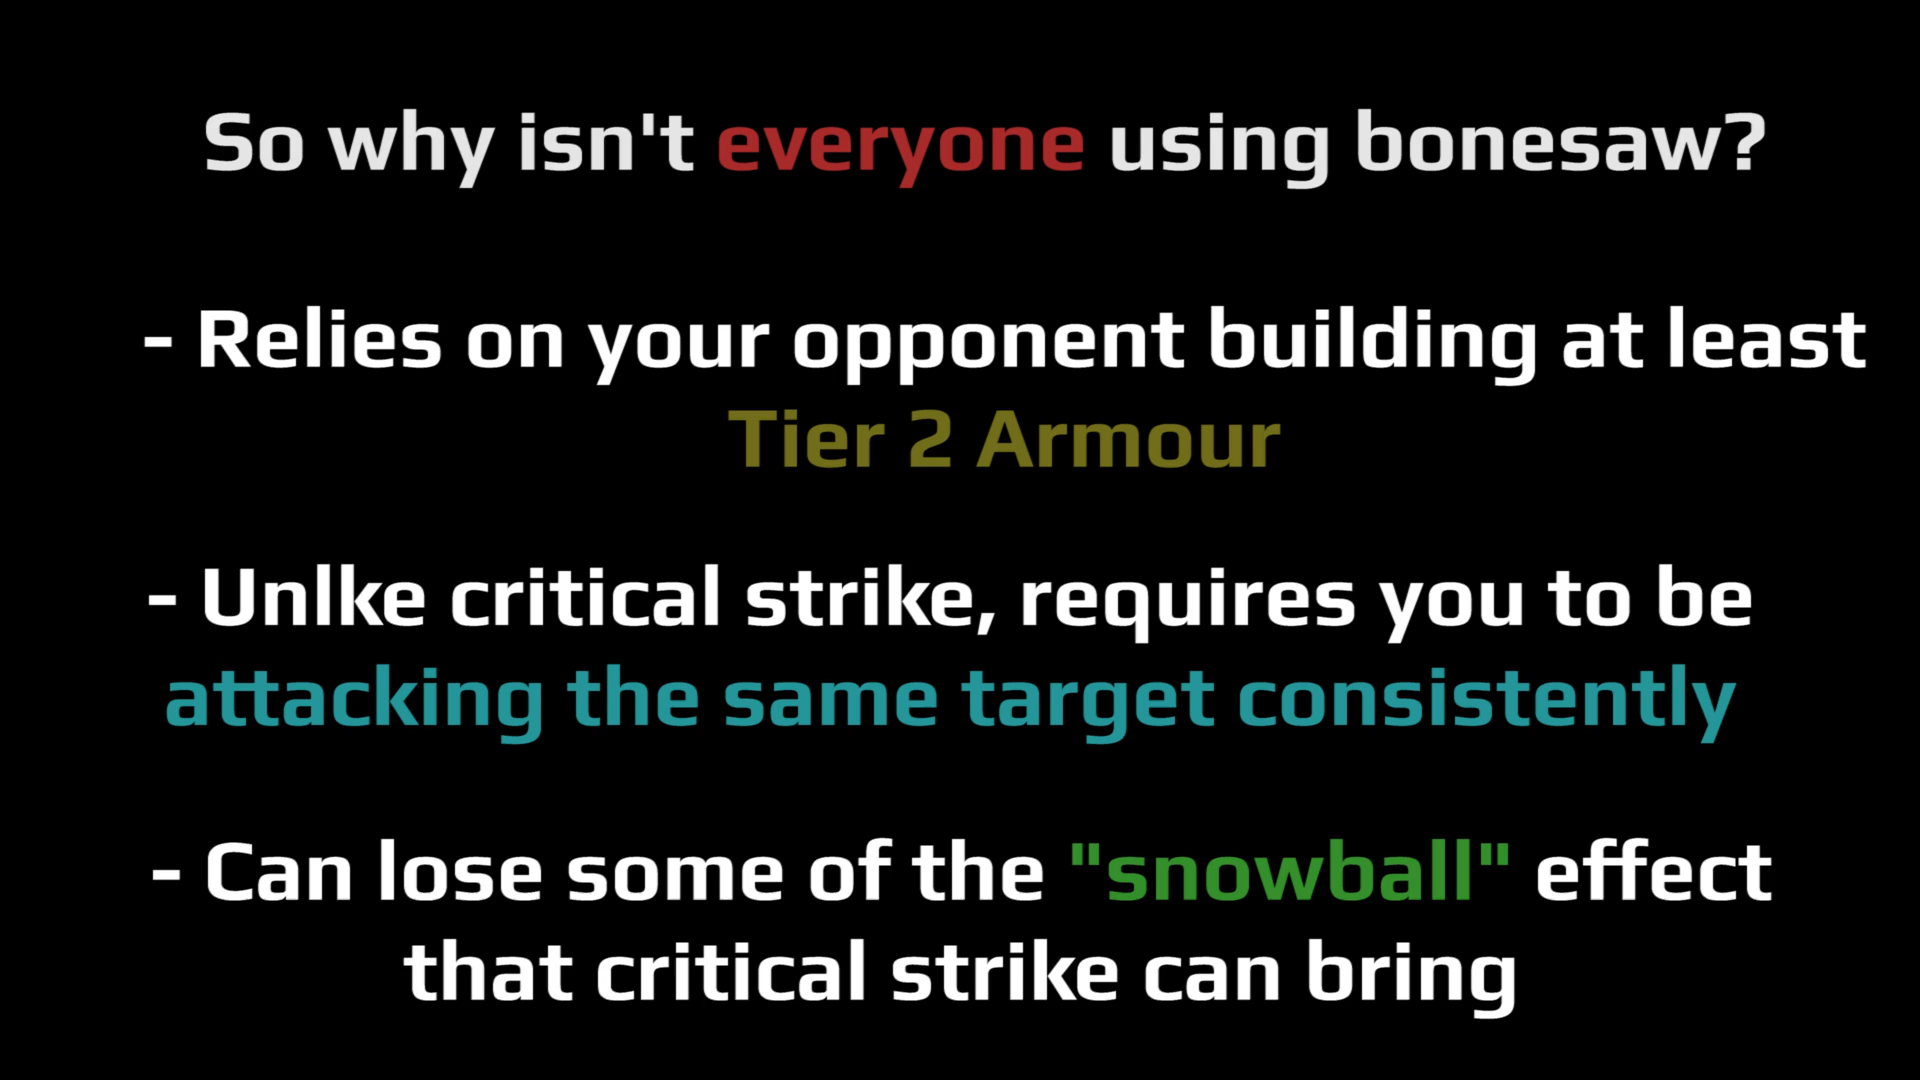 So why isn't everyone using bonesaw?
- Relies on your opponent building at least
Tier 2 Armour
- Unlke critical strike, requires you to be
attacking the same target consistently
- Can lose some of the "snowball" effect
that critical strike can bring